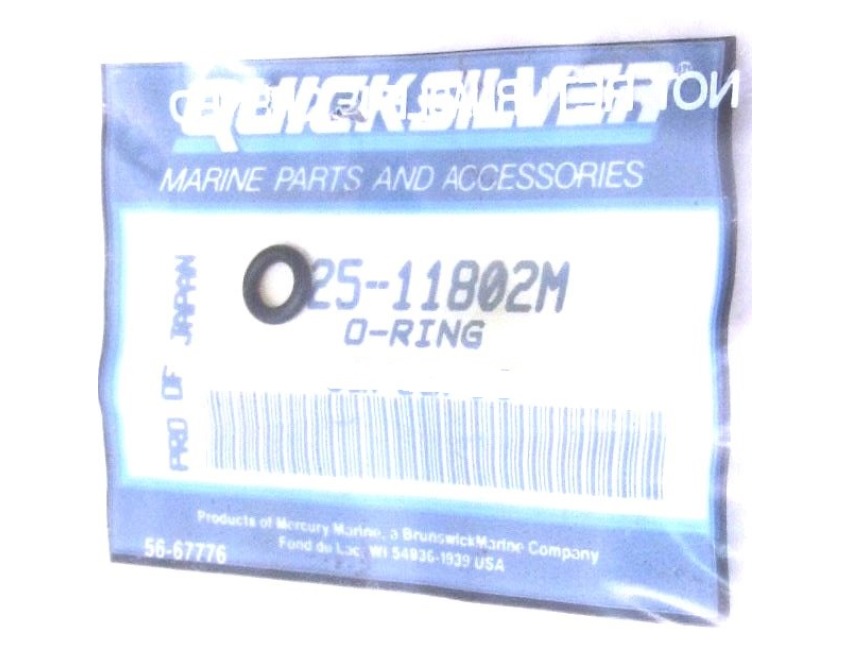 QUICKSILVER
MARINE PARTS AND ACCESSORIES
25-11802M
O-RING
PRD OF JAPAN
Products of Mercury Marine, a BrunswickMarine Company
Fond du Lac, WI 54936-1939 USA
56-67776